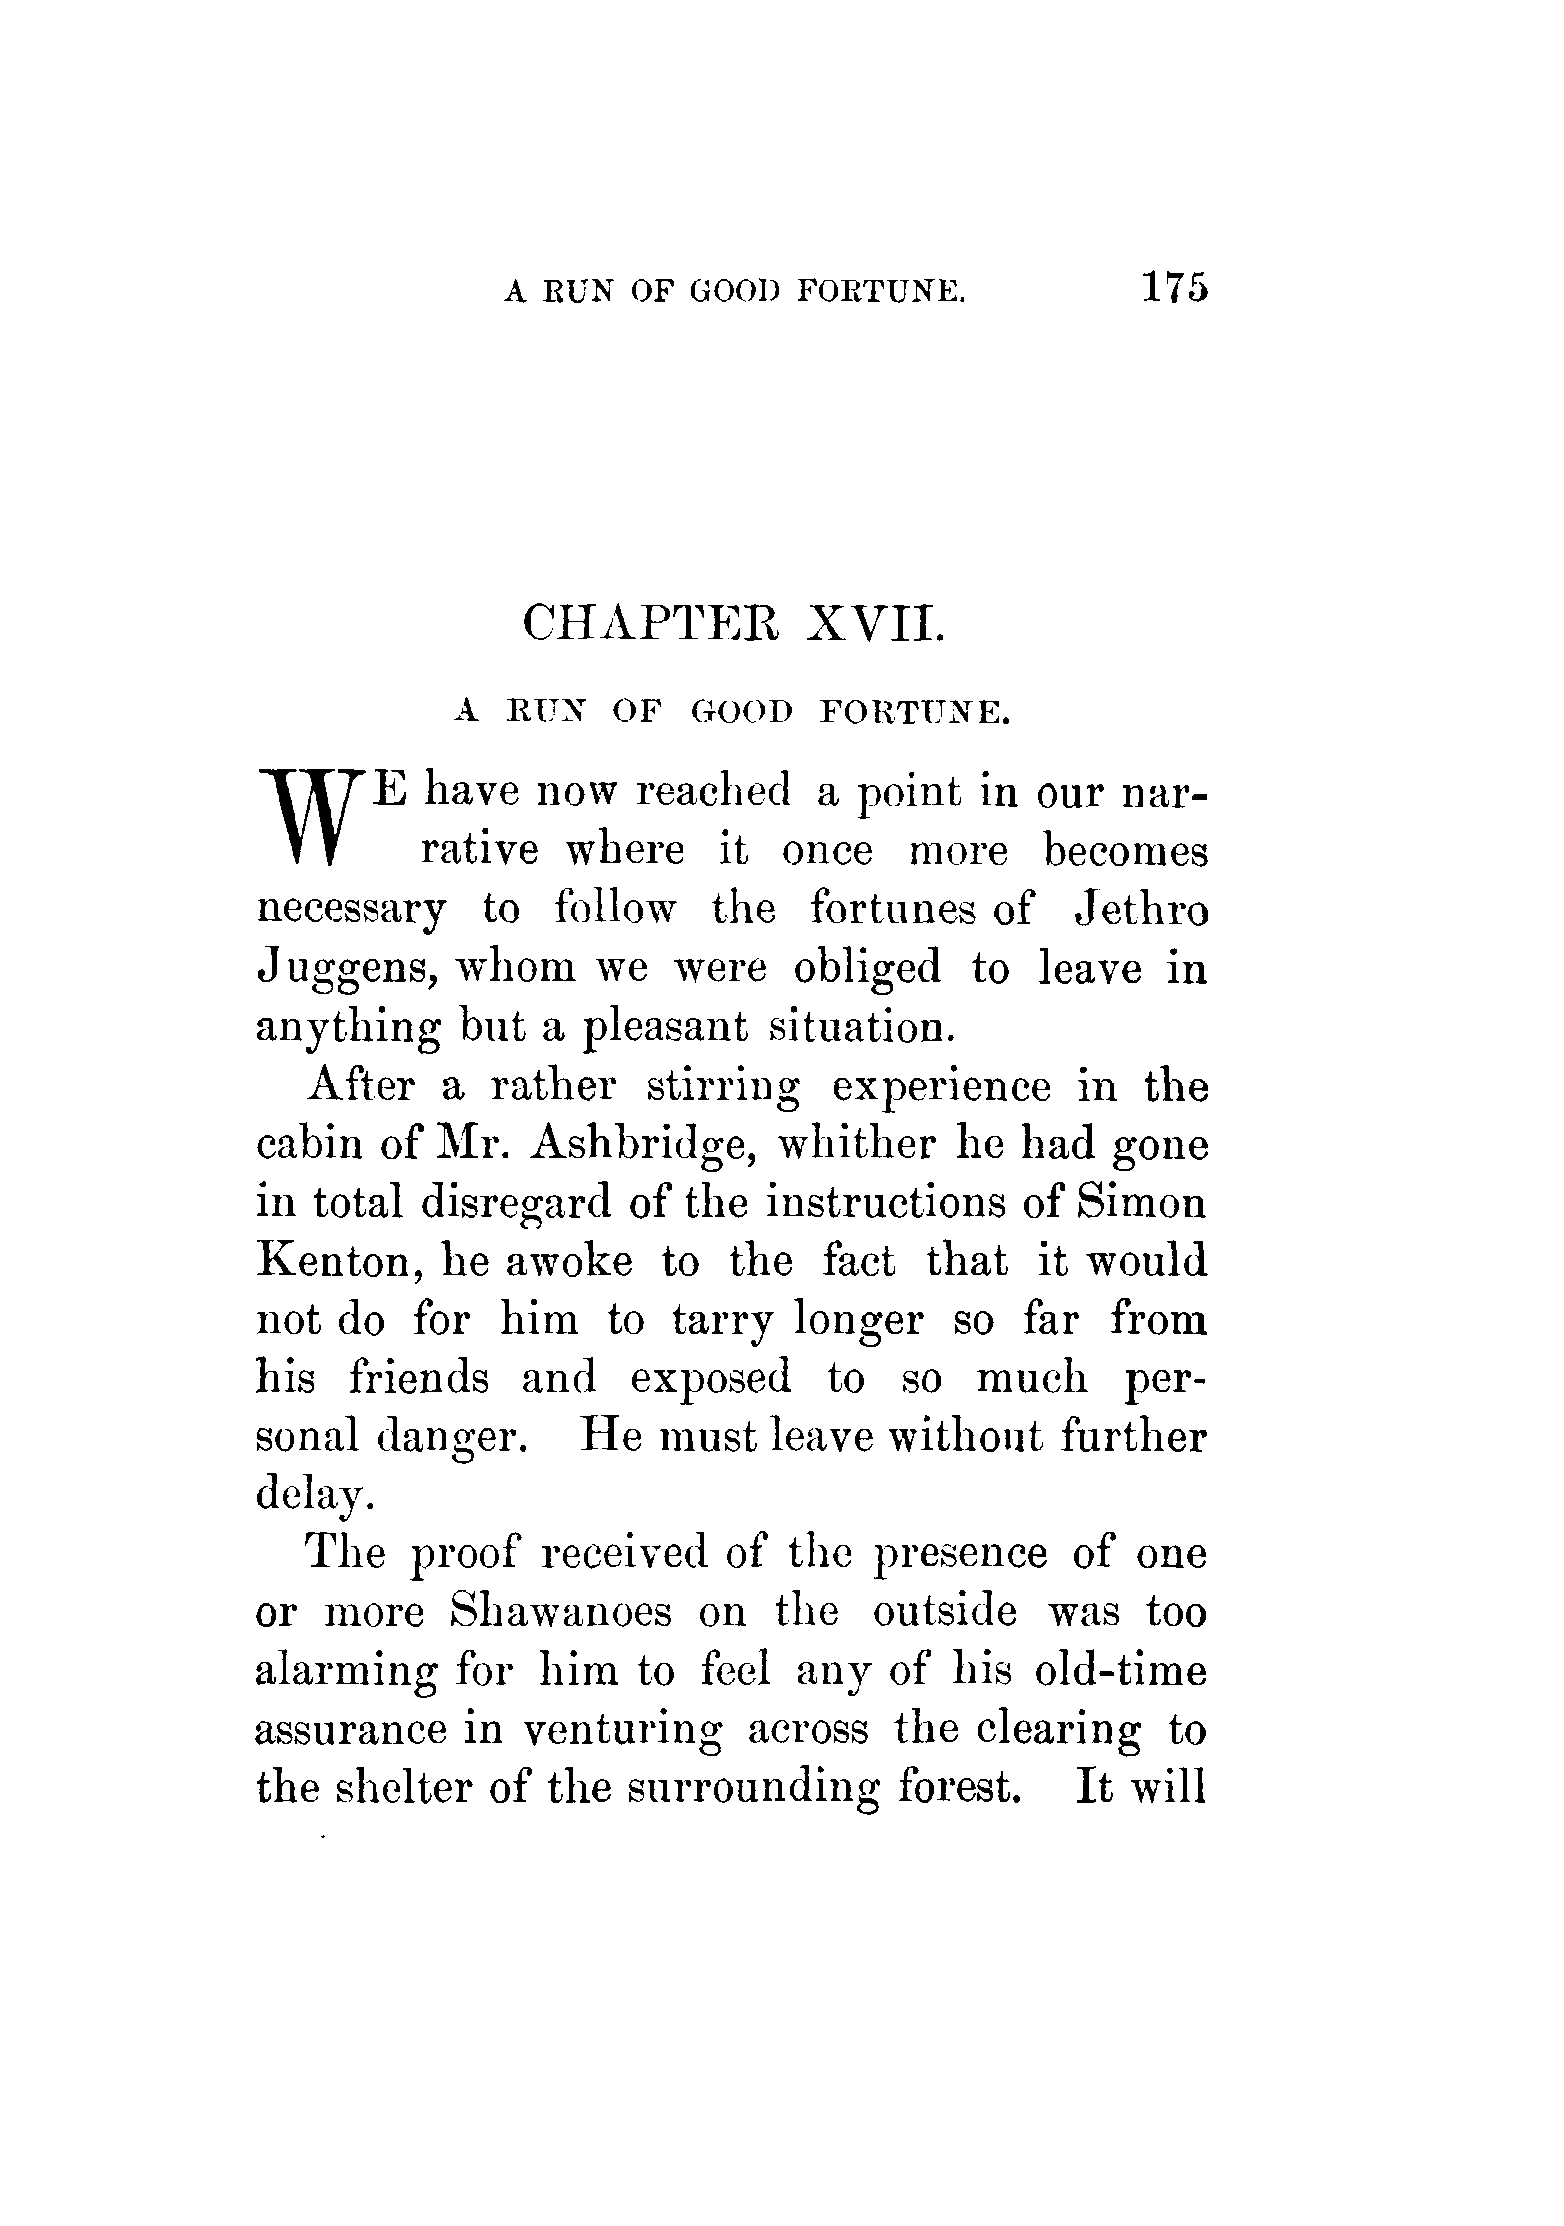 A RUN OF GOOD FORTUNE. 175
CHAPTER XVII.
A RUN OF GOOD FORTUNE.
WE have now reached a point in our nar-
rative where it once more becomes
necessary to follow the fortunes of Jethro
Juggens, whom we were obliged to leave in
anything but a pleasant situation.
After a rather stirring experience in the
cabin of Mr. Ashbridge, whither he had gone
in total disregard of the instructions of Simon
Kenton, he awoke to the fact that it would
not do for him to tarry longer so far from
his friends and exposed to so much per-
sonal danger. He must leave without further
delay.
The proof received of the presence of one
or more Shawanoes on the outside was too
alarming for him to feel any of his old-time
assurance in venturing across the clearing to
the shelter of the surrounding forest. It will